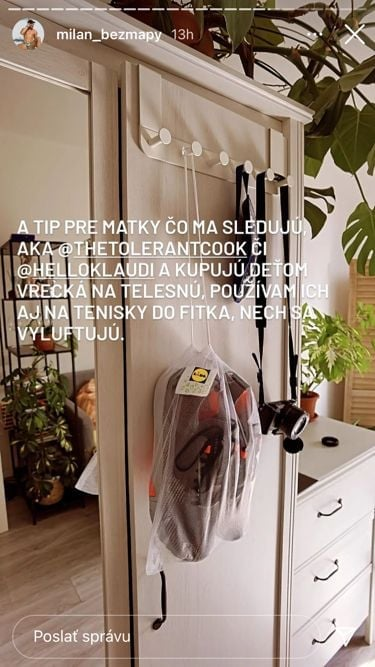 milan_bezmapy 13h
A TIP PRE MATKY ČO MA SLEDUJÚ,
AKA @THETOLERANTCOOK ČI
@HELLOKLAUDI A KUPUJÚ DEŤOM
VRECKÁ NA TELESNÚ, POUŽÍVAM ICH
AJ NA TENISKY DO FITKA, NECH SA
VYLUFTUJÚ.
LIDL
Poslať správu